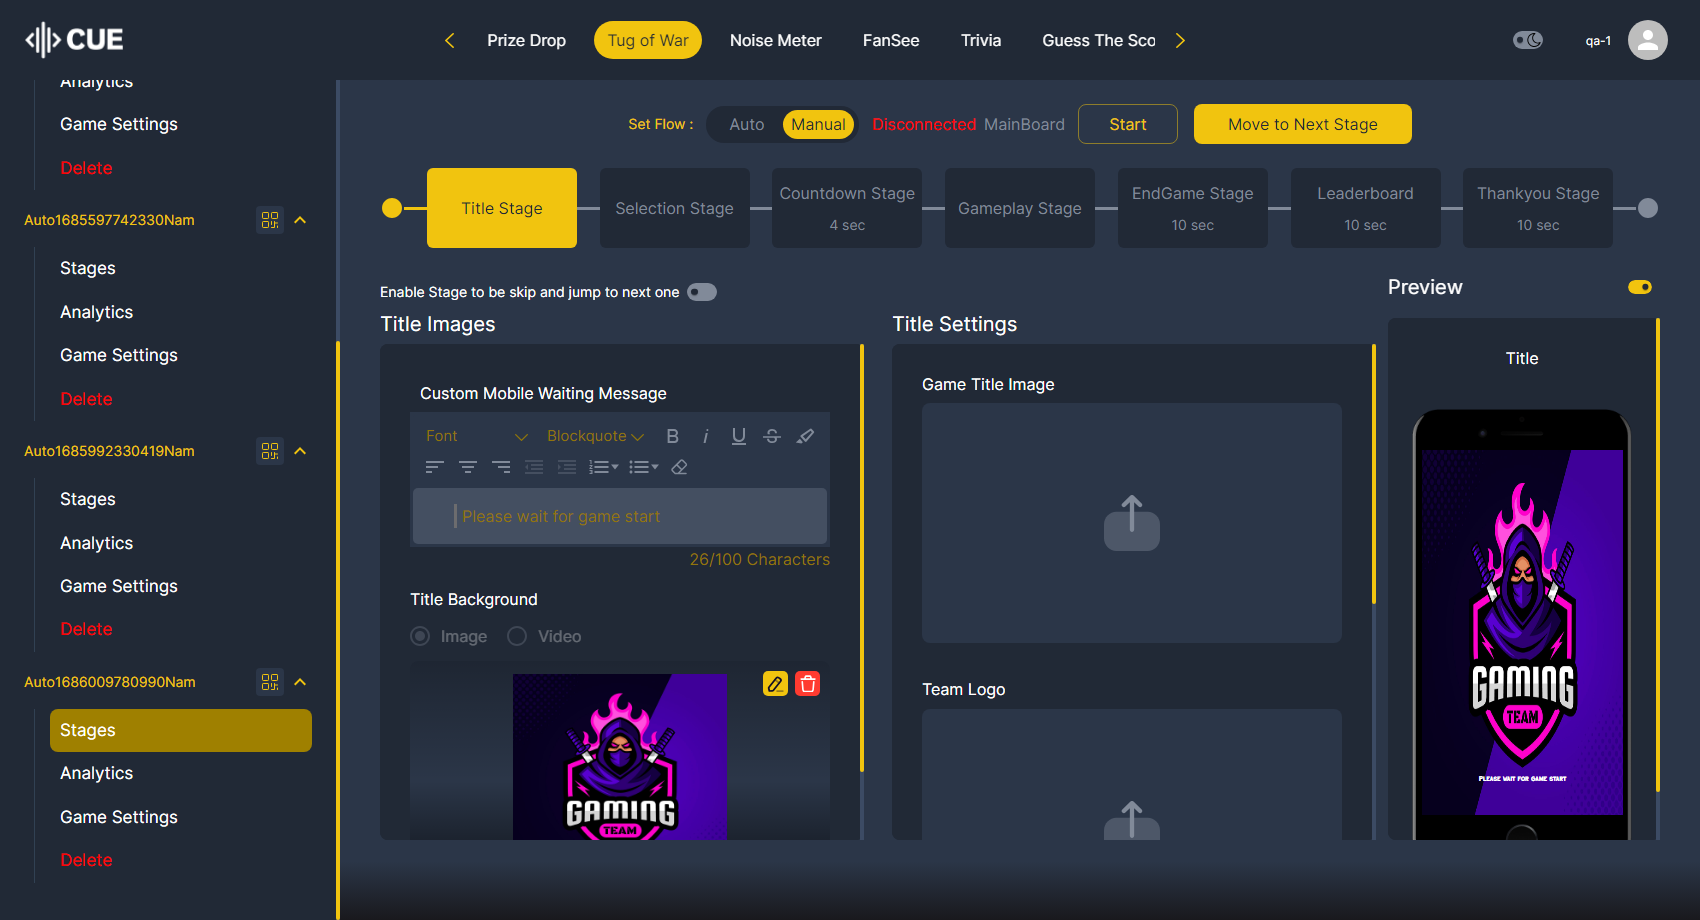 CUE
Prize Drop
Tug of War
Noise Meter
FanSee
Trivia
Guess The Sco
qa-1
Analytics
Game Settings
Delete
Auto1685597742330Nam
Stages
Analytics
Game Settings
Delete
Auto1685992330419Nam
Stages
Analytics
Game Settings
Delete
Auto1686009780990Nam
Stages
Analytics
Game Settings
Delete
Set Flow :
Auto
Manual
Disconnected MainBoard
Start
Move to Next Stage
Title Stage
Selection Stage
Countdown Stage
4 sec
Gameplay Stage
EndGame Stage
10 sec
Leaderboard
10 sec
Thankyou Stage
10 sec
Enable Stage to be skip and jump to next one
Title Images
Custom Mobile Waiting Message
Font
Blockquote
B i U S
Please wait for game start
26/100 Characters
Title Background
Image
Video
GAMING
TEAM
Title Settings
Game Title Image
Team Logo
Preview
Title
GAMING
TEAM
PLEASE WAIT FOR GAME START